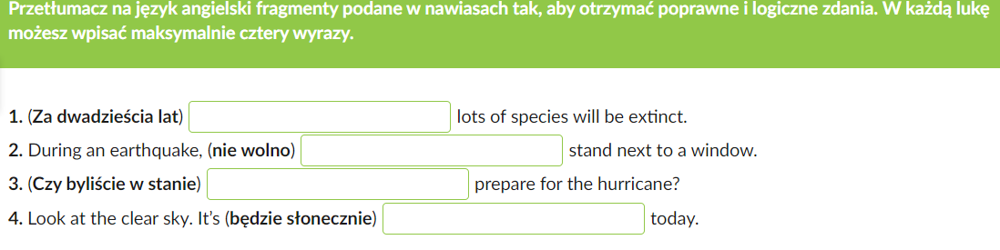 Przetłumacz na język angielski fragmenty podane w nawiasach tak, aby otrzymać poprawne i logiczne zdania. W każdą lukę
możesz wpisać maksymalnie cztery wyrazy.
1. (Za dwadzieścia lat) lots of species will be extinct.
2. During an earthquake, (nie wolno) stand next to a window.
3. (Czy byliście w stanie) prepare for the hurricane?
4. Look at the clear sky. It’s (będzie słonecznie) today.